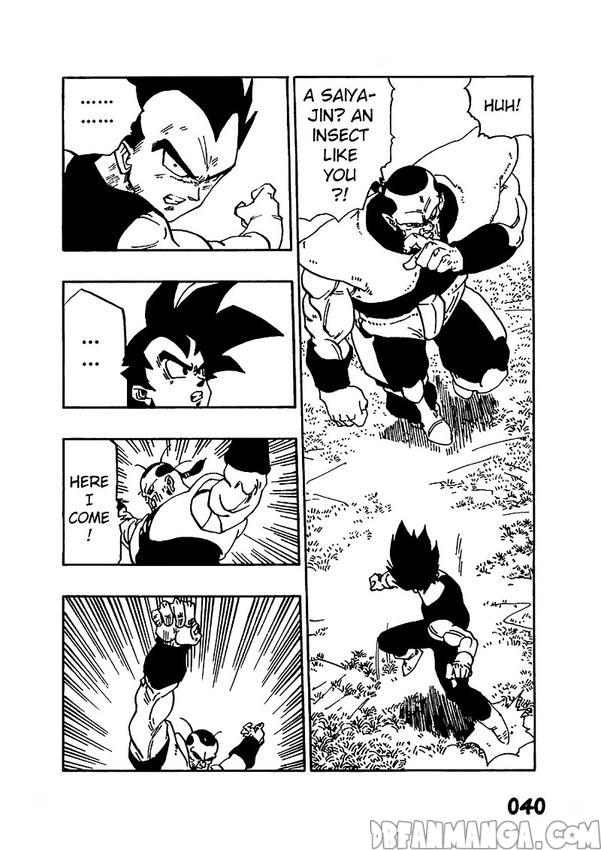 HUH!
A SAIYA-
JIN? AN
INSECT
LIKE
YOU
?!
......
......
......
......
HERE
I
COME
!
040
DBFANMANGA.COM